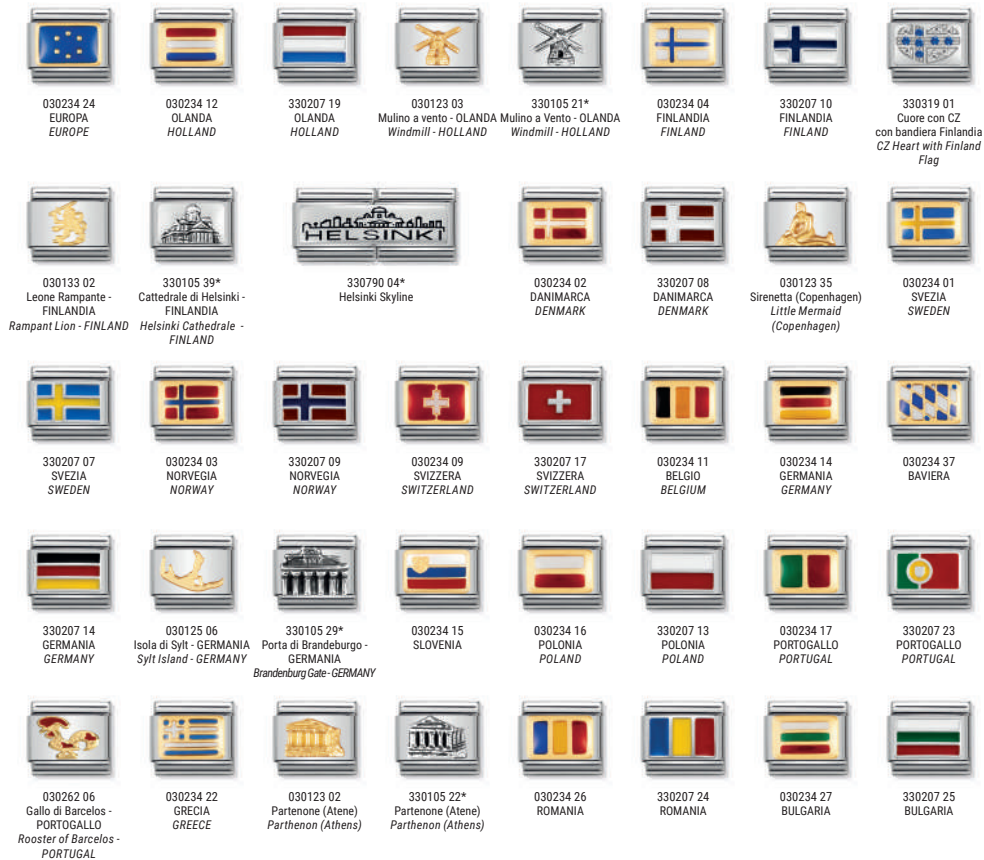 030234 24
EUROPA
EUROPE
030234 12
OLANDA
HOLLAND
330207 19
OLANDA
HOLLAND
030123 03
Mulino a vento - OLANDA
Windmill - HOLLAND
330105 21*
Mulino a Vento - OLANDA
Windmill - HOLLAND
030234 04
FINLANDIA
FINLAND
330207 10
FINLANDIA
FINLAND
330319 01
Cuore con CZ
con bandiera Finlandia
CZ Heart with Finland
Flag
030133 02
Leone Rampante -
FINLANDIA
Rampant Lion - FINLAND
330105 39*
Cattedrale di Helsinki -
FINLANDIA
Helsinki Cathedrale -
FINLAND
HELSINKI
330790 04*
Helsinki Skyline
030234 02
DANIMARCA
DENMARK
330207 08
DANIMARCA
DENMARK
030123 35
Sirenetta (Copenhagen)
Little Mermaid
(Copenhagen)
030234 01
SVEZIA
SWEDEN
330207 07
SVEZIA
SWEDEN
030234 03
NORVEGIA
NORWAY
330207 09
NORVEGIA
NORWAY
030234 09
SVIZZERA
SWITZERLAND
330207 17
SVIZZERA
SWITZERLAND
030234 11
BELGIO
BELGIUM
030234 14
GERMANIA
GERMANY
030234 37
BAVIERA
330207 14
GERMANIA
GERMANY
030125 06
Isola di Sylt - GERMANIA
Sylt Island - GERMANY
330105 29*
Porta di Brandeburgo -
GERMANIA
Brandenburg Gate - GERMANY
030234 15
SLOVENIA
030234 16
POLONIA
POLAND
330207 13
POLONIA
POLAND
030234 17
PORTOGALLO
PORTUGAL
330207 23
PORTOGALLO
PORTUGAL
030262 06
Gallo di Barcelos -
PORTOGALLO
Rooster of Barcelos -
PORTUGAL
030234 22
GRECIA
GREECE
030123 02
Partenone (Atene)
Parthenon (Athens)
330105 22*
Partenone (Atene)
Parthenon (Athens)
030234 26
ROMANIA
330207 24
ROMANIA
030234 27
BULGARIA
330207 25
BULGARIA